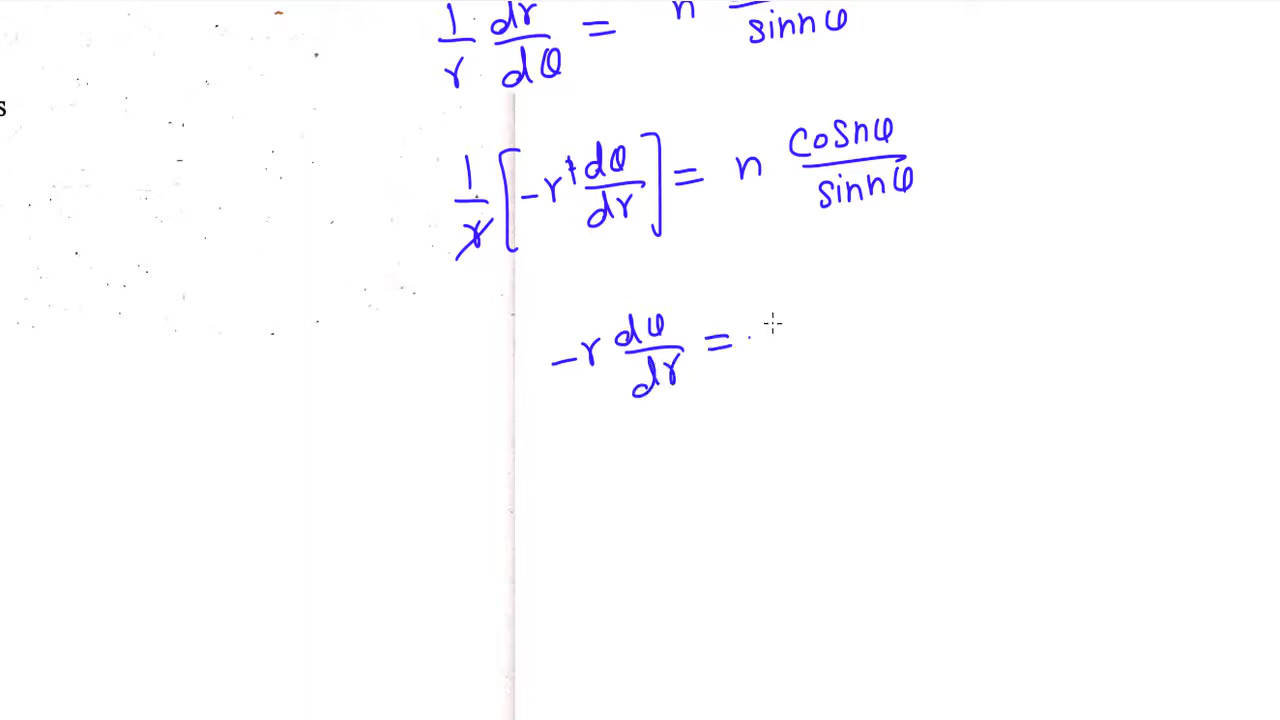 s
1/r dr/dθ = n /sinnθ
1/r [-r² dθ/dr] = n cosnθ/sinnθ
-r dθ/dr =